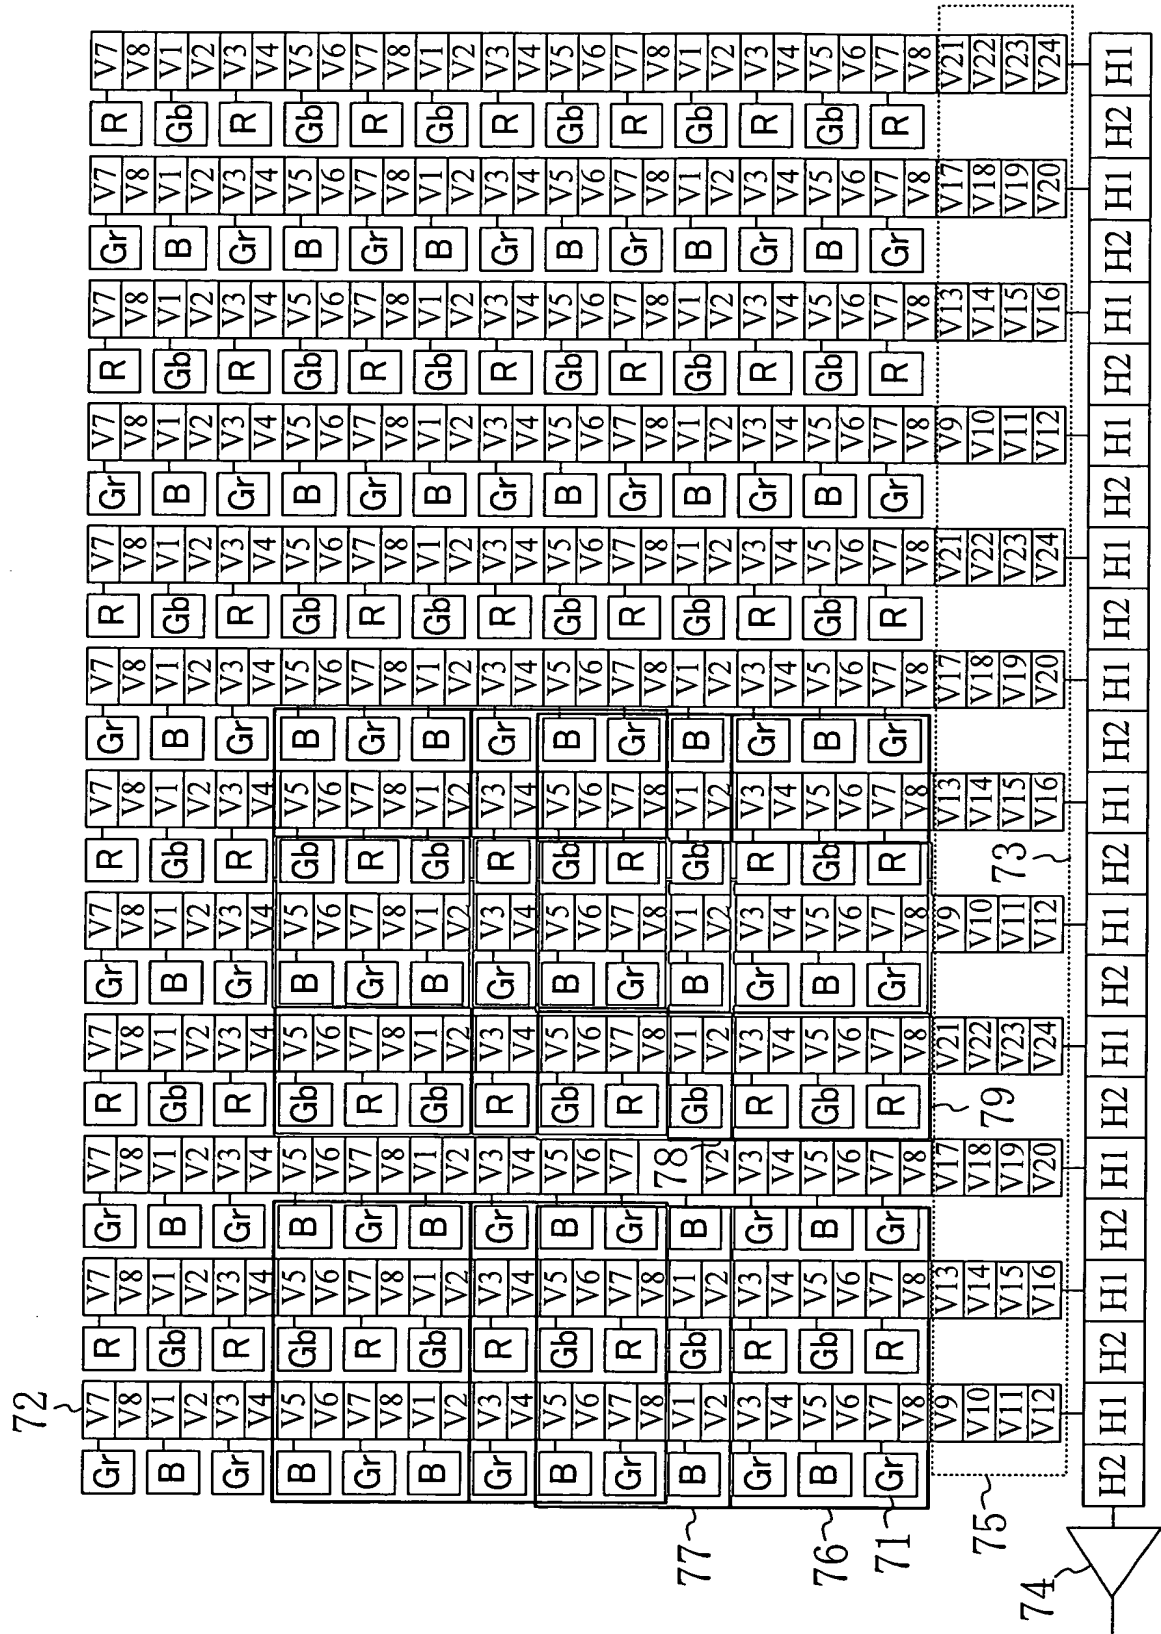 72
Gr V7 R V7 Gr V7 R V7 Gr V7 R V7 Gr V7 R V7 Gr V7 R V7 Gr V7 R V7
V8 V8 V8 V8 V8 V8 V8 V8 V8 V8 V8 V8
B V1 Gb V1 B V1 Gb V1 B V1 Gb V1 B V1 Gb V1 B V1 Gb V1 B V1 Gb V1
V2 V2 V2 V2 V2 V2 V2 V2 V2 V2 V2 V2
Gr V3 R V3 Gr V3 R V3 Gr V3 R V3 Gr V3 R V3 Gr V3 R V3 Gr V3 R V3
V4 V4 V4 V4 V4 V4 V4 V4 V4 V4 V4 V4
B V5 Gb V5 B V5 Gb V5 B V5 Gb V5 B V5 Gb V5 B V5 Gb V5 B V5 Gb V5
V6 V6 V6 V6 V6 V6 V6 V6 V6 V6 V6 V6
Gr V7 R V7 Gr V7 R V7 Gr V7 R V7 Gr V7 R V7 Gr V7 R V7 Gr V7 R V7
V8 V8 V8 V8 V8 V8 V8 V8 V8 V8 V8 V8
B V1 Gb V1 B V1 Gb V1 B V1 Gb V1 B V1 Gb V1 B V1 Gb V1 B V1 Gb V1
V2 V2 V2 V2 V2 V2 V2 V2 V2 V2 V2 V2
Gr V3 R V3 Gr V3 R V3 Gr V3 R V3 Gr V3 R V3 Gr V3 R V3 Gr V3 R V3
V4 V4 V4 V4 V4 V4 V4 V4 V4 V4 V4 V4
B V5 Gb V5 B V5 Gb V5 B V5 Gb V5 B V5 Gb V5 B V5 Gb V5 B V5 Gb V5
V6 V6 V6 V6 V6 V6 V6 V6 V6 V6 V6 V6
Gr V7 R V7 Gr V7 R V7 Gr V7 R V7 Gr V7 R V7 Gr V7 R V7 Gr V7 R V7
V8 V8 V8 V8 V8 V8 V8 V8 V8 V8 V8
77 B V1 Gb V1 B 78 Gb V1 B V1 Gb V1 B V1 Gb V1 B V1 Gb V1 B V1 Gb V1
V2 V2 V2 V2 V2 V2 V2 V2 V2 V2 V2 V2
Gr V3 R V3 Gr V3 R V3 Gr V3 R V3 Gr V3 R V3 Gr V3 R V3 Gr V3 R V3
V4 V4 V4 V4 V4 V4 V4 V4 V4 V4 V4 V4
76 B V5 Gb V5 B V5 Gb V5 B V5 Gb V5 B V5 Gb V5 B V5 Gb V5 B V5 Gb V5
V6 V6 V6 V6 V6 V6 V6 V6 V6 V6 V6 V6
71 Gr V7 R V7 Gr V7 R V7 Gr V7 R V7 Gr V7 R V7 Gr V7 R V7 Gr V7 R V7
V8 V8 V8 V8 V8 V8 V8 V8 V8 V8 V8 V8
V9 V13 V17 V21 V9 V13 V17 V21 V9 V13 V17 V21
V10 V14 V18 V22 V10 V14 V18 V22 V10 V14 V18 V22
75 79 73
V11 V15 V19 V23 V11 V15 V19 V23 V11 V15 V19 V23
V12 V16 V20 V24 V12 V16 V20 V24 V12 V16 V20 V24
74
H2 H1 H2 H1 H2 H1 H2 H1 H2 H1 H2 H1 H2 H1 H2 H1 H2 H1 H2 H1 H2 H1 H2 H1